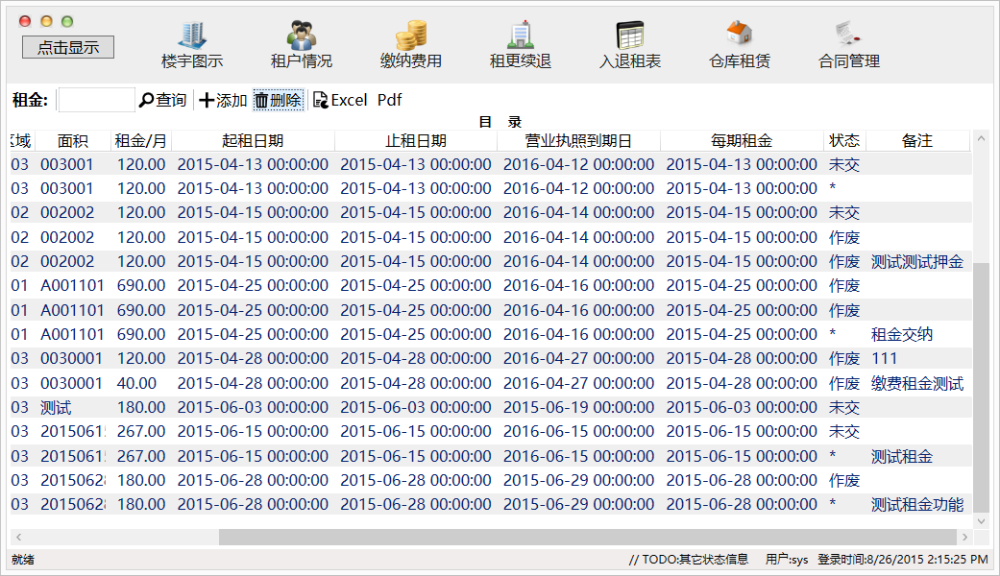 点击显示 楼宇图示 租户情况 缴纳费用 租更续退 入退租表 仓库租赁 合同管理
租金: 查询 添加 删除 Excel Pdf
目 录
区域 面积 租金/月 起租日期 止租日期 营业执照到期日 每期租金 状态 备注
03 003001 120.00 2015-04-13 00:00:00 2015-04-13 00:00:00 2016-04-12 00:00:00 2015-04-13 00:00:00 未交
03 003001 120.00 2015-04-13 00:00:00 2015-04-13 00:00:00 2016-04-12 00:00:00 2015-04-13 00:00:00 *
02 002002 120.00 2015-04-15 00:00:00 2015-04-15 00:00:00 2016-04-14 00:00:00 2015-04-15 00:00:00 未交
02 002002 120.00 2015-04-15 00:00:00 2015-04-15 00:00:00 2016-04-14 00:00:00 2015-04-15 00:00:00 作废
02 002002 120.00 2015-04-15 00:00:00 2015-04-15 00:00:00 2016-04-14 00:00:00 2015-04-15 00:00:00 作废 测试测试押金
01 A001101 690.00 2015-04-25 00:00:00 2015-04-25 00:00:00 2016-04-16 00:00:00 2015-04-25 00:00:00 作废
01 A001101 690.00 2015-04-25 00:00:00 2015-04-25 00:00:00 2016-04-16 00:00:00 2015-04-25 00:00:00 作废
01 A001101 690.00 2015-04-25 00:00:00 2015-04-25 00:00:00 2016-04-16 00:00:00 2015-04-25 00:00:00 * 租金交纳
03 0030001 120.00 2015-04-28 00:00:00 2015-04-28 00:00:00 2016-04-27 00:00:00 2015-04-28 00:00:00 作废 111
03 0030001 40.00 2015-04-28 00:00:00 2015-04-28 00:00:00 2016-04-27 00:00:00 2015-04-28 00:00:00 作废 缴费租金测试
03 测试 180.00 2015-06-03 00:00:00 2015-06-03 00:00:00 2015-06-19 00:00:00 2015-06-03 00:00:00 未交
03 2015061 267.00 2015-06-15 00:00:00 2015-06-15 00:00:00 2016-06-15 00:00:00 2015-06-15 00:00:00 未交
03 2015061 267.00 2015-06-15 00:00:00 2015-06-15 00:00:00 2016-06-15 00:00:00 2015-06-15 00:00:00 * 测试租金
03 2015062 180.00 2015-06-28 00:00:00 2015-06-28 00:00:00 2015-06-29 00:00:00 2015-06-28 00:00:00 作废
03 2015062 180.00 2015-06-28 00:00:00 2015-06-28 00:00:00 2015-06-29 00:00:00 2015-06-28 00:00:00 * 测试租金功能
就绪 // TODO:其它状态信息 用户:sys 登录时间:8/26/2015 2:15:25 PM